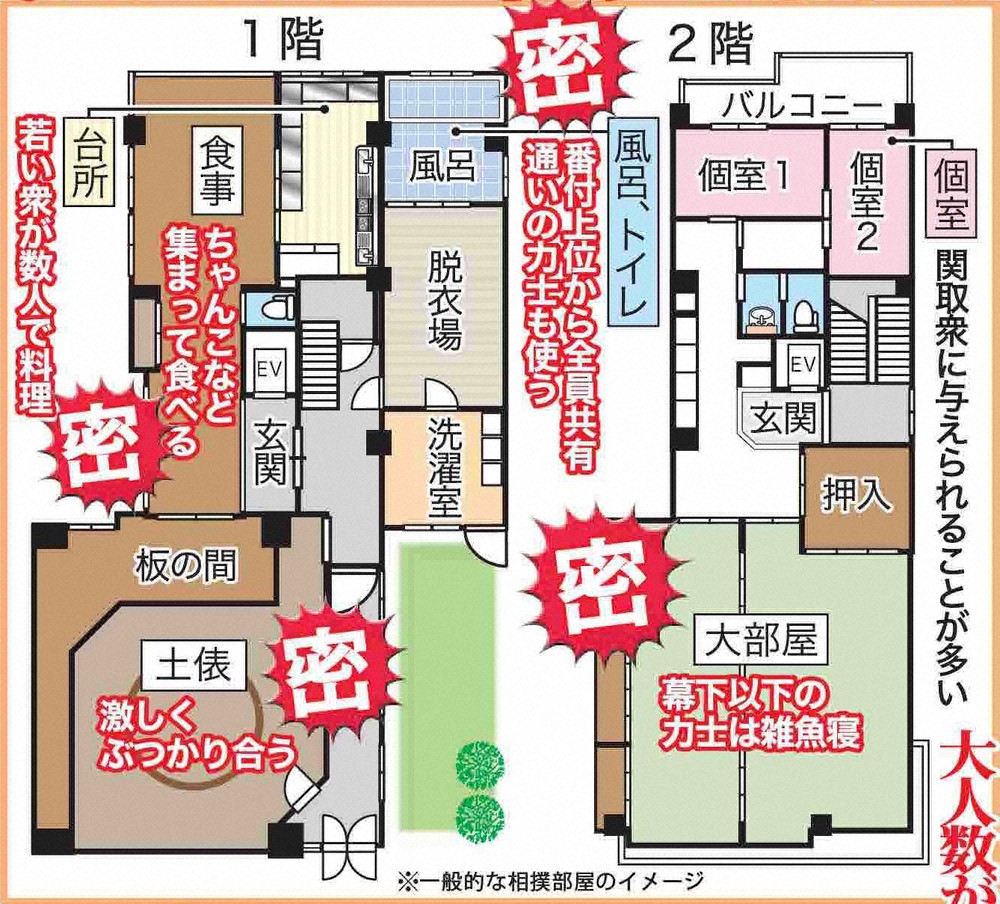 1階
2階
密
台所
若い衆が数人で料理
食事
ちゃんこなど
集まって食べる
密
風呂
風呂、トイレ
番付上位から全員共有
通いの力士も使う
脱衣場
EV
玄関
洗濯室
板の間
土俵
激しく
ぶつかり合う
密
バルコニー
個室1
個室2
個室
関取衆に与えられることが多い
EV
玄関
押入
密
大部屋
幕下以下の
力士は雑魚寝
大人数が
※一般的な相撲部屋のイメージ